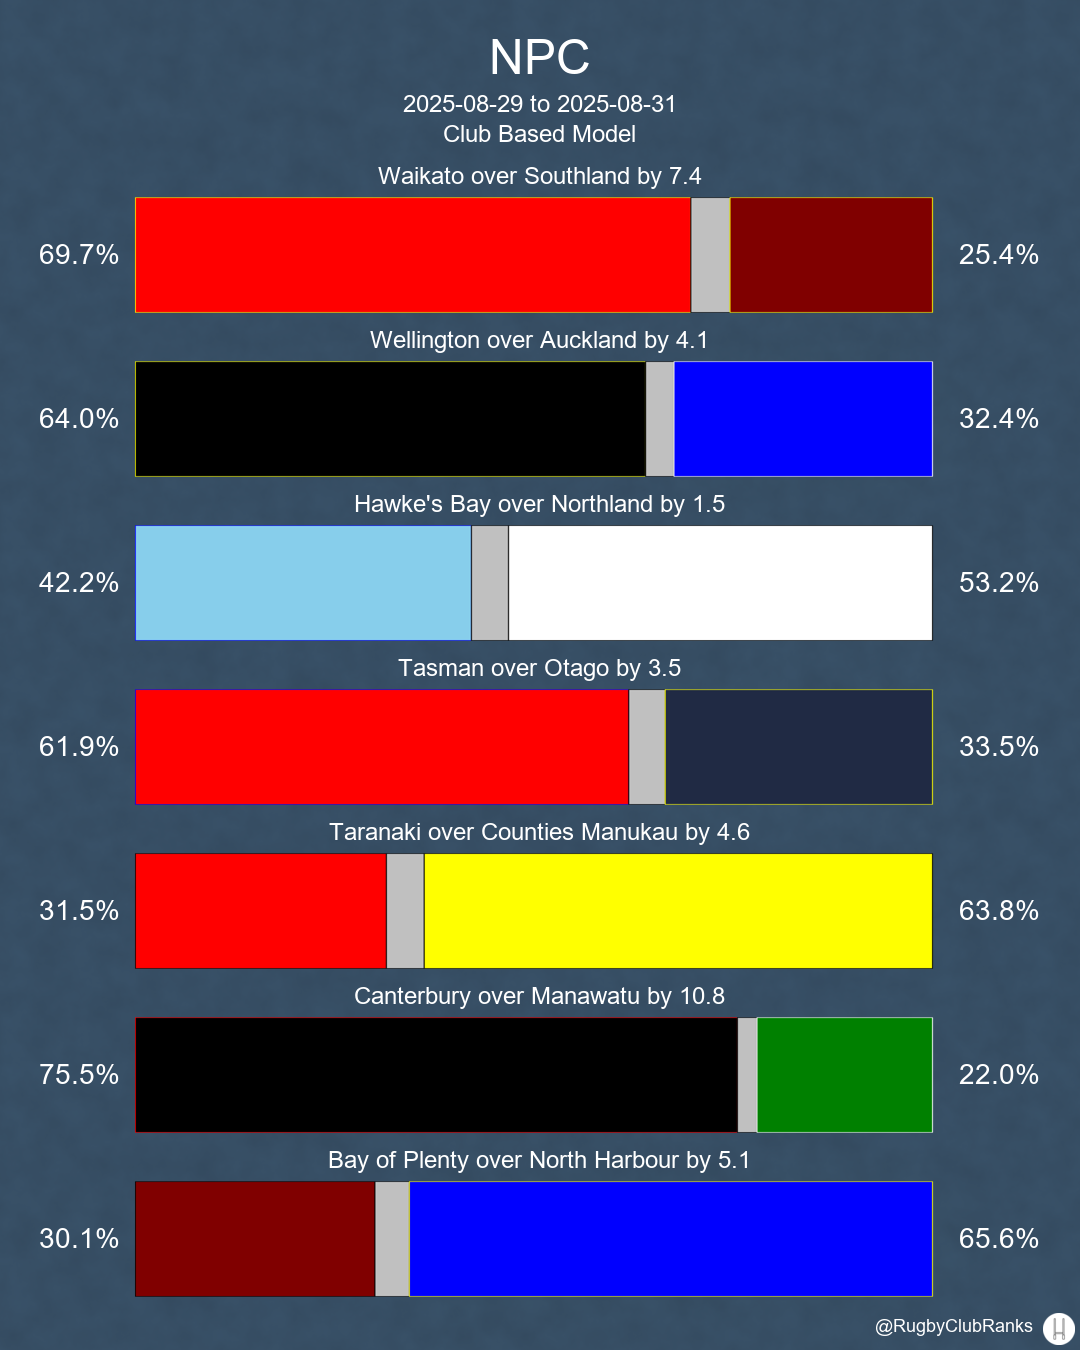 NPC
2025-08-29 to 2025-08-31
Club Based Model
Waikato over Southland by 7.4
69.7%
25.4%
Wellington over Auckland by 4.1
64.0%
32.4%
Hawke's Bay over Northland by 1.5
42.2%
53.2%
Tasman over Otago by 3.5
61.9%
33.5%
Taranaki over Counties Manukau by 4.6
31.5%
63.8%
Canterbury over Manawatu by 10.8
75.5%
22.0%
Bay of Plenty over North Harbour by 5.1
30.1%
65.6%
@RugbyClubRanks